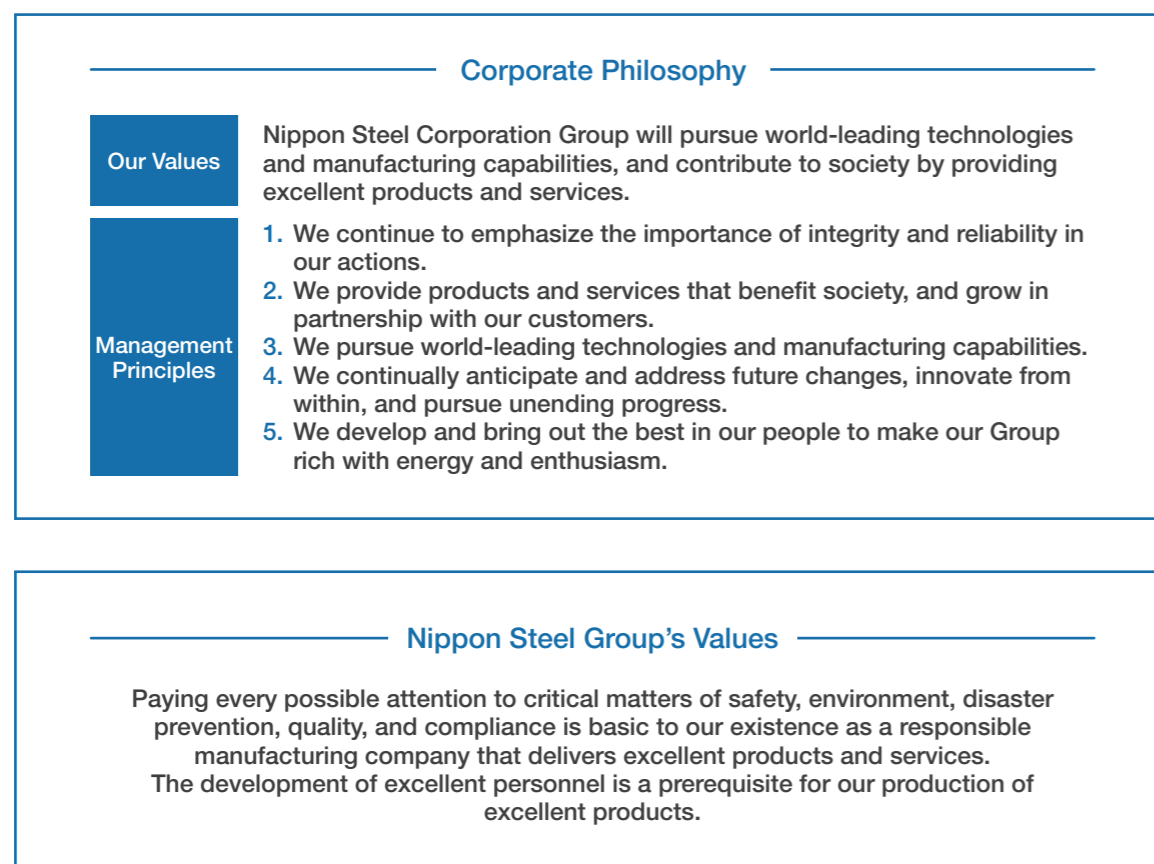 Corporate Philosophy
Our Values
Nippon Steel Corporation Group will pursue world-leading technologies
and manufacturing capabilities, and contribute to society by providing
excellent products and services.
Management
Principles
1. We continue to emphasize the importance of integrity and reliability in
our actions.
2. We provide products and services that benefit society, and grow in
partnership with our customers.
3. We pursue world-leading technologies and manufacturing capabilities.
4. We continually anticipate and address future changes, innovate from
within, and pursue unending progress.
5. We develop and bring out the best in our people to make our Group
rich with energy and enthusiasm.
Nippon Steel Group’s Values
Paying every possible attention to critical matters of safety, environment, disaster
prevention, quality, and compliance is basic to our existence as a responsible
manufacturing company that delivers excellent products and services.
The development of excellent personnel is a prerequisite for our production of
excellent products.